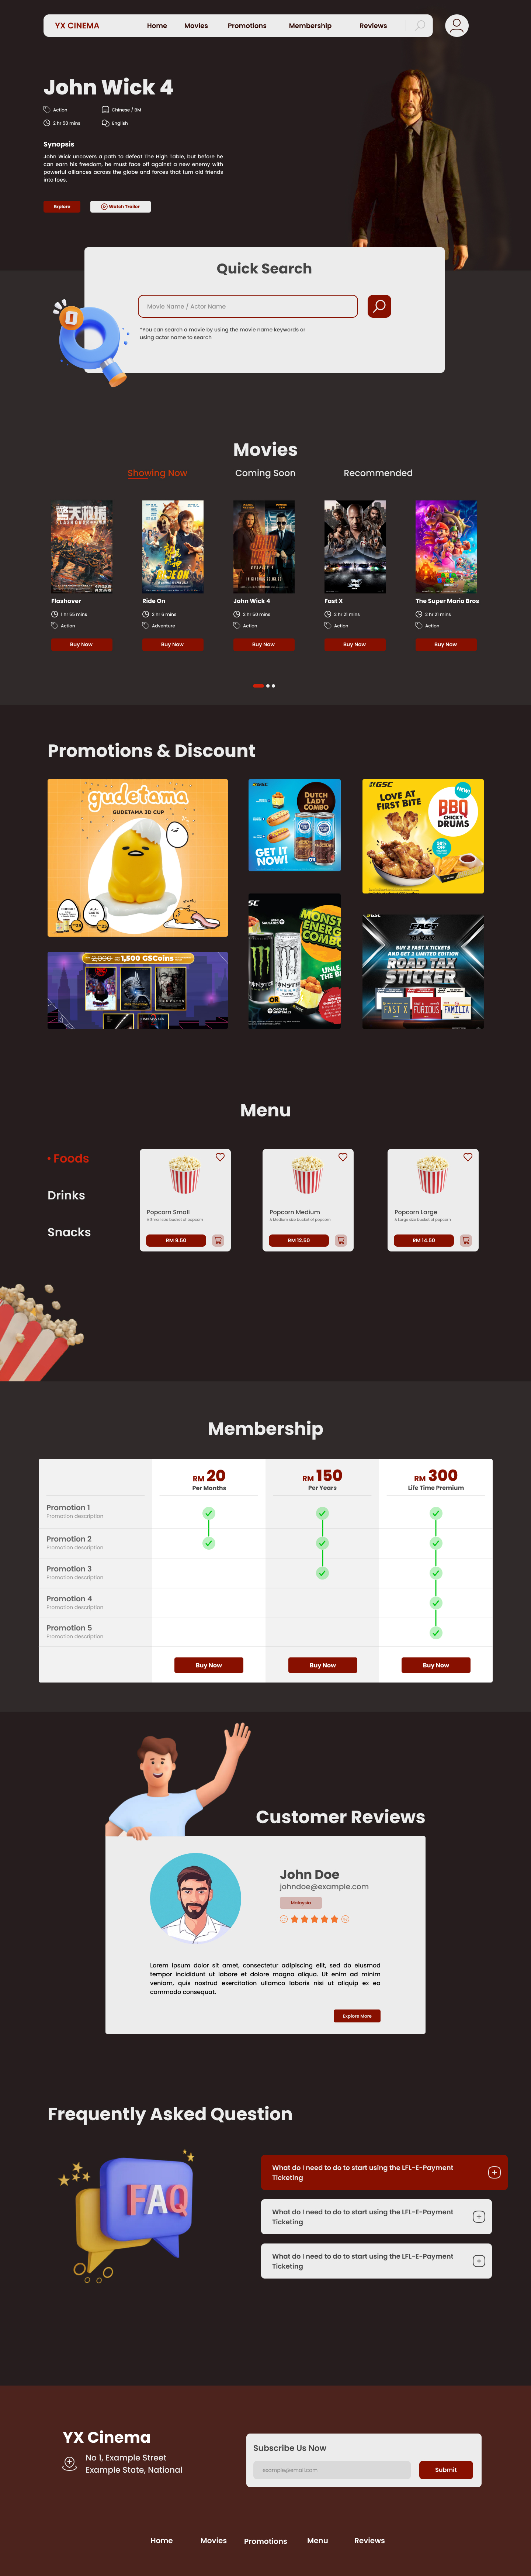 YX CINEMA
Home
Movies
Promotions
Membership
Reviews
John Wick 4
Action
Chinese / BM
2 hr 50 mins
English
Synopsis
John Wick uncovers a path to defeat The High Table, but before he
can earn his freedom, he must face off against a new enemy with
powerful alliances across the globe and forces that turn old friends
into foes.
Explore
Watch Trailer
Quick Search
Movie Name / Actor Name
*You can search a movie by using the movie name keywords or
using actor name to search
Movies
Showing Now
Coming Soon
Recommended
Flashover
Ride On
John Wick 4
Fast X
The Super Mario Bros
1 hr 55 mins
2 hr 6 mins
2 hr 50 mins
2 hr 21 mins
2 hr 21 mins
Action
Adventure
Action
Action
Action
Buy Now
Buy Now
Buy Now
Buy Now
Buy Now
Promotions & Discount
gudetama
GUDETAMA 3D CUP
2,000
1,500 GSCoins
GSC
DUTCH
LADY
COMBO
GET IT
NOW!
OR
SC
MONSTER
ENERGY
COMBO
OR
GSC
NEW!
LOVE AT
FIRST BITE
BBQ
CHICKY
DRUMS
GSC
FAST X
18 MAY
BUY 2 FAST X TICKETS
AND GET 1 LIMITED EDITION
ROAD TAX
STICKER
FAST X
FURIOUS
FAMILIA
Menu
Foods
Drinks
Snacks
Popcorn Small
A Small size bucket of popcorn
RM 9.50
Popcorn Medium
A Medium size bucket of popcorn
RM 12.50
Popcorn Large
A Large size bucket of popcorn
RM 14.50
Membership
RM 20
Per Months
RM 150
Per Years
RM 300
Life Time Premium
Promotion 1
Promotion description
Promotion 2
Promotion description
Promotion 3
Promotion description
Promotion 4
Promotion description
Promotion 5
Promotion description
Buy Now
Buy Now
Buy Now
Customer Reviews
John Doe
johndoe@example.com
Malaysia
Lorem ipsum dolor sit amet, consectetur adipiscing elit, sed do eiusmod
tempor incididunt ut labore et dolore magna aliqua. Ut enim ad minim
veniam, quis nostrud exercitation ullamco laboris nisi ut aliquip ex ea
commodo consequat.
Explore More
Frequently Asked Question
FAQ
What do I need to do to start using the LFL-E-Payment
Ticketing
What do I need to do to start using the LFL-E-Payment
Ticketing
What do I need to do to start using the LFL-E-Payment
Ticketing
YX Cinema
No 1, Example Street
Example State, National
Subscribe Us Now
example@email.com
Submit
Home
Movies
Promotions
Menu
Reviews